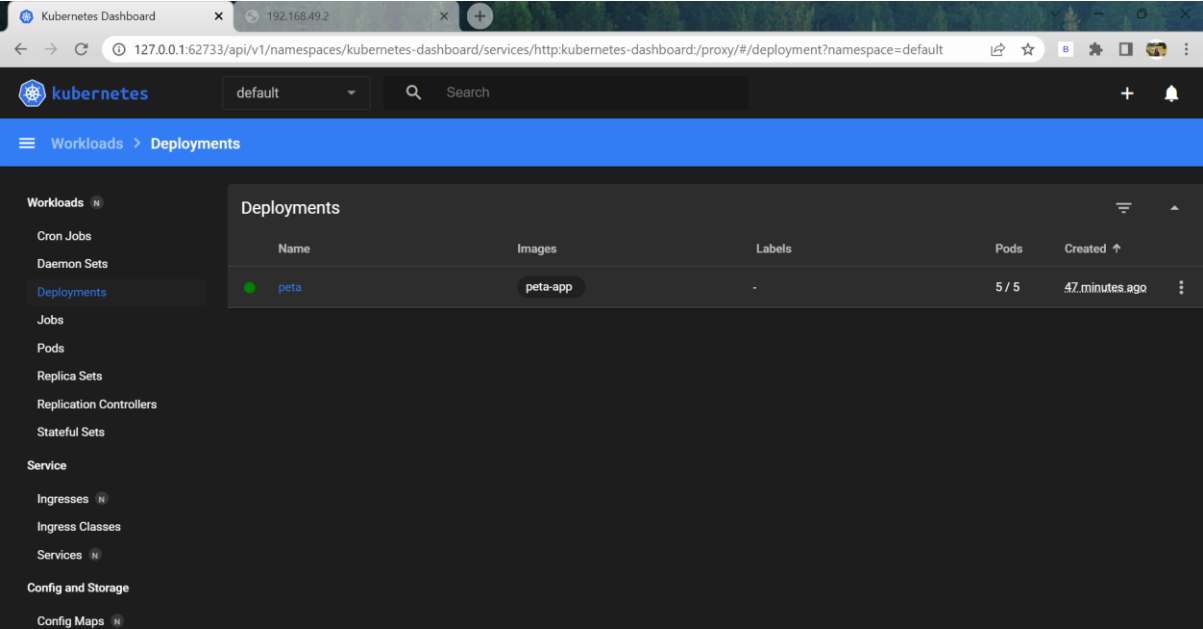 Kubernetes Dashboard
192.168.49.2
127.0.0.1:62733/api/v1/namespaces/kubernetes-dashboard/services/http:kubernetes-dashboard:/proxy/#/deployment?namespace=default
B
kubernetes
default
Search
Workloads > Deployments
Workloads N
Cron Jobs
Daemon Sets
Deployments
Jobs
Pods
Replica Sets
Replication Controllers
Stateful Sets
Service
Ingresses N
Ingress Classes
Services N
Config and Storage
Config Maps N
Deployments
Name Images Labels Pods Created
peta peta-app - 5 / 5 47 minutes ago